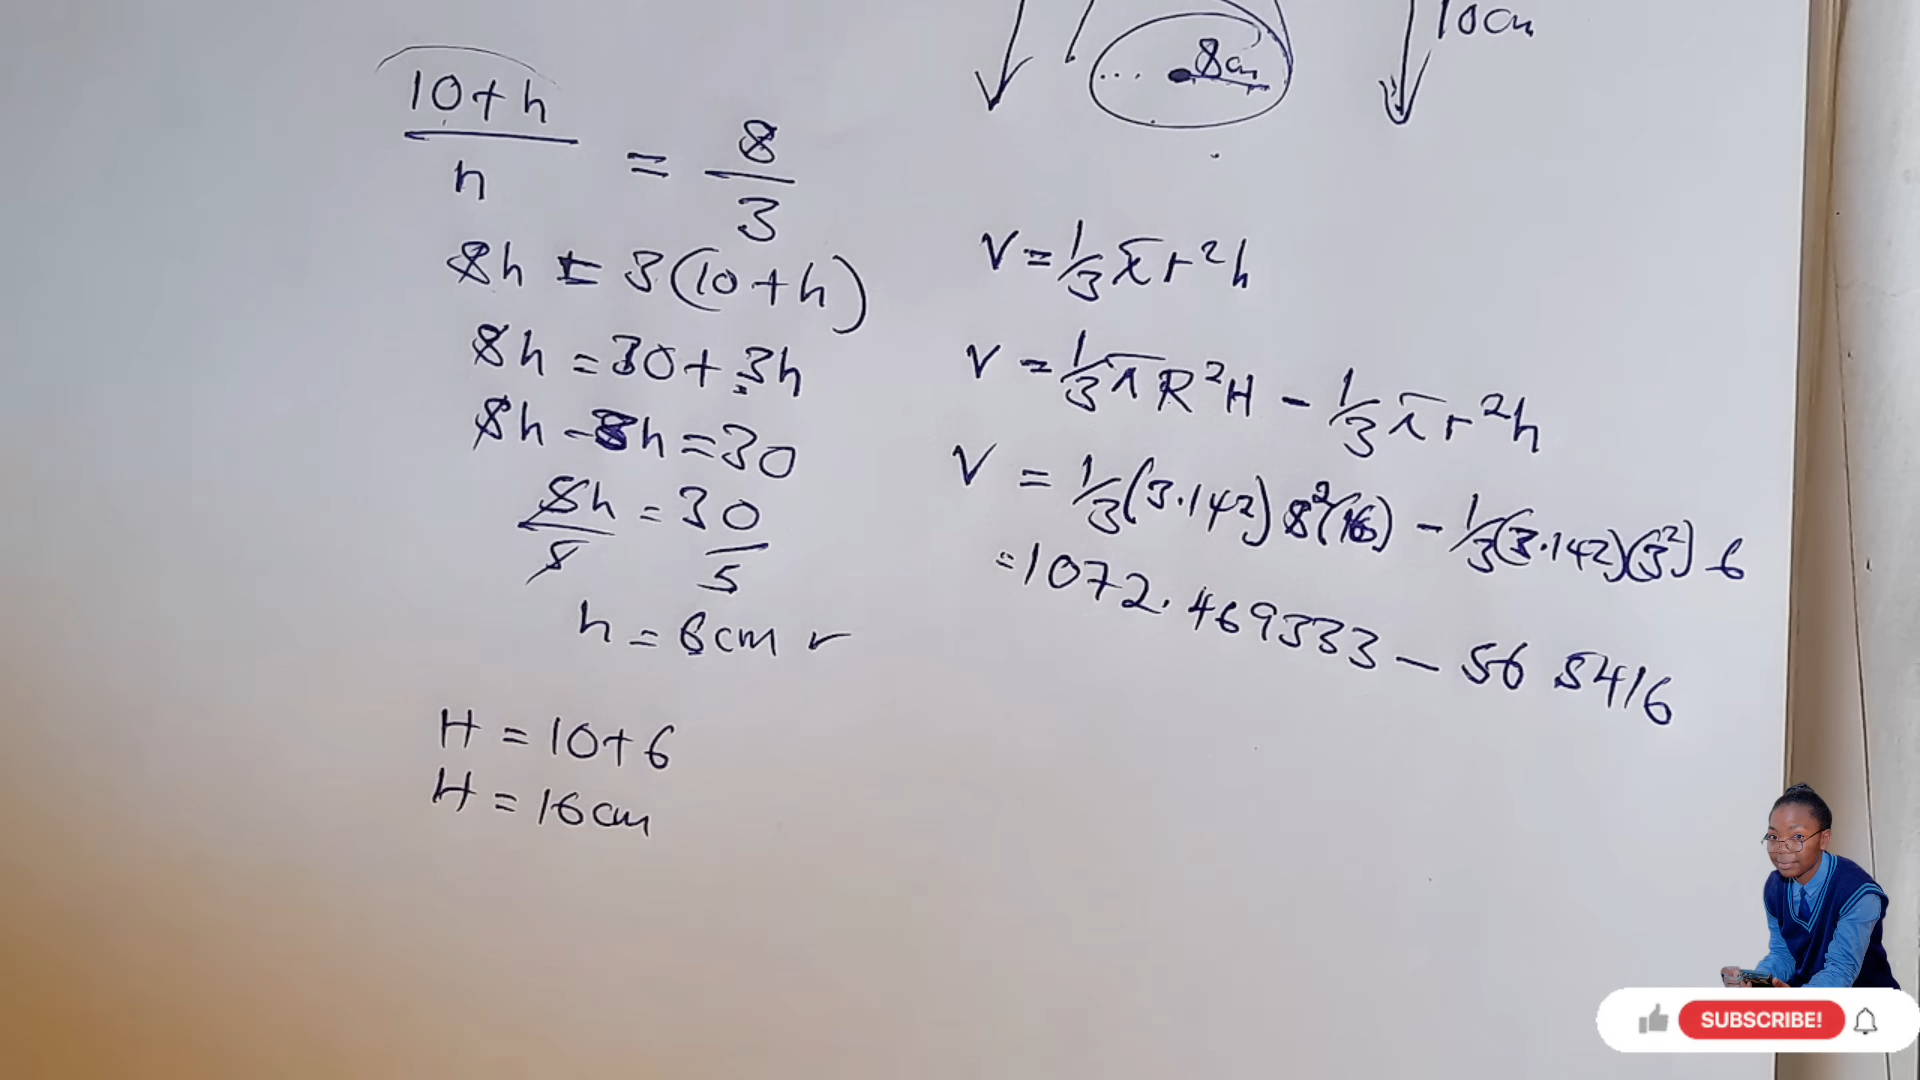 10cm
8cm
10+h
h
=
8
3
8h = 3(10+h)
8h = 30+3h
8h - 3h = 30
5h = 30
5
5
h = 6cm
H = 10+6
H = 16cm
V = 1/3 πr²h
V = 1/3 πR²H - 1/3 πr²h
V = 1/3(3.142)8²(16) - 1/3(3.142)(3²)6
=1072.469333 - 56 5416
SUBSCRIBE!